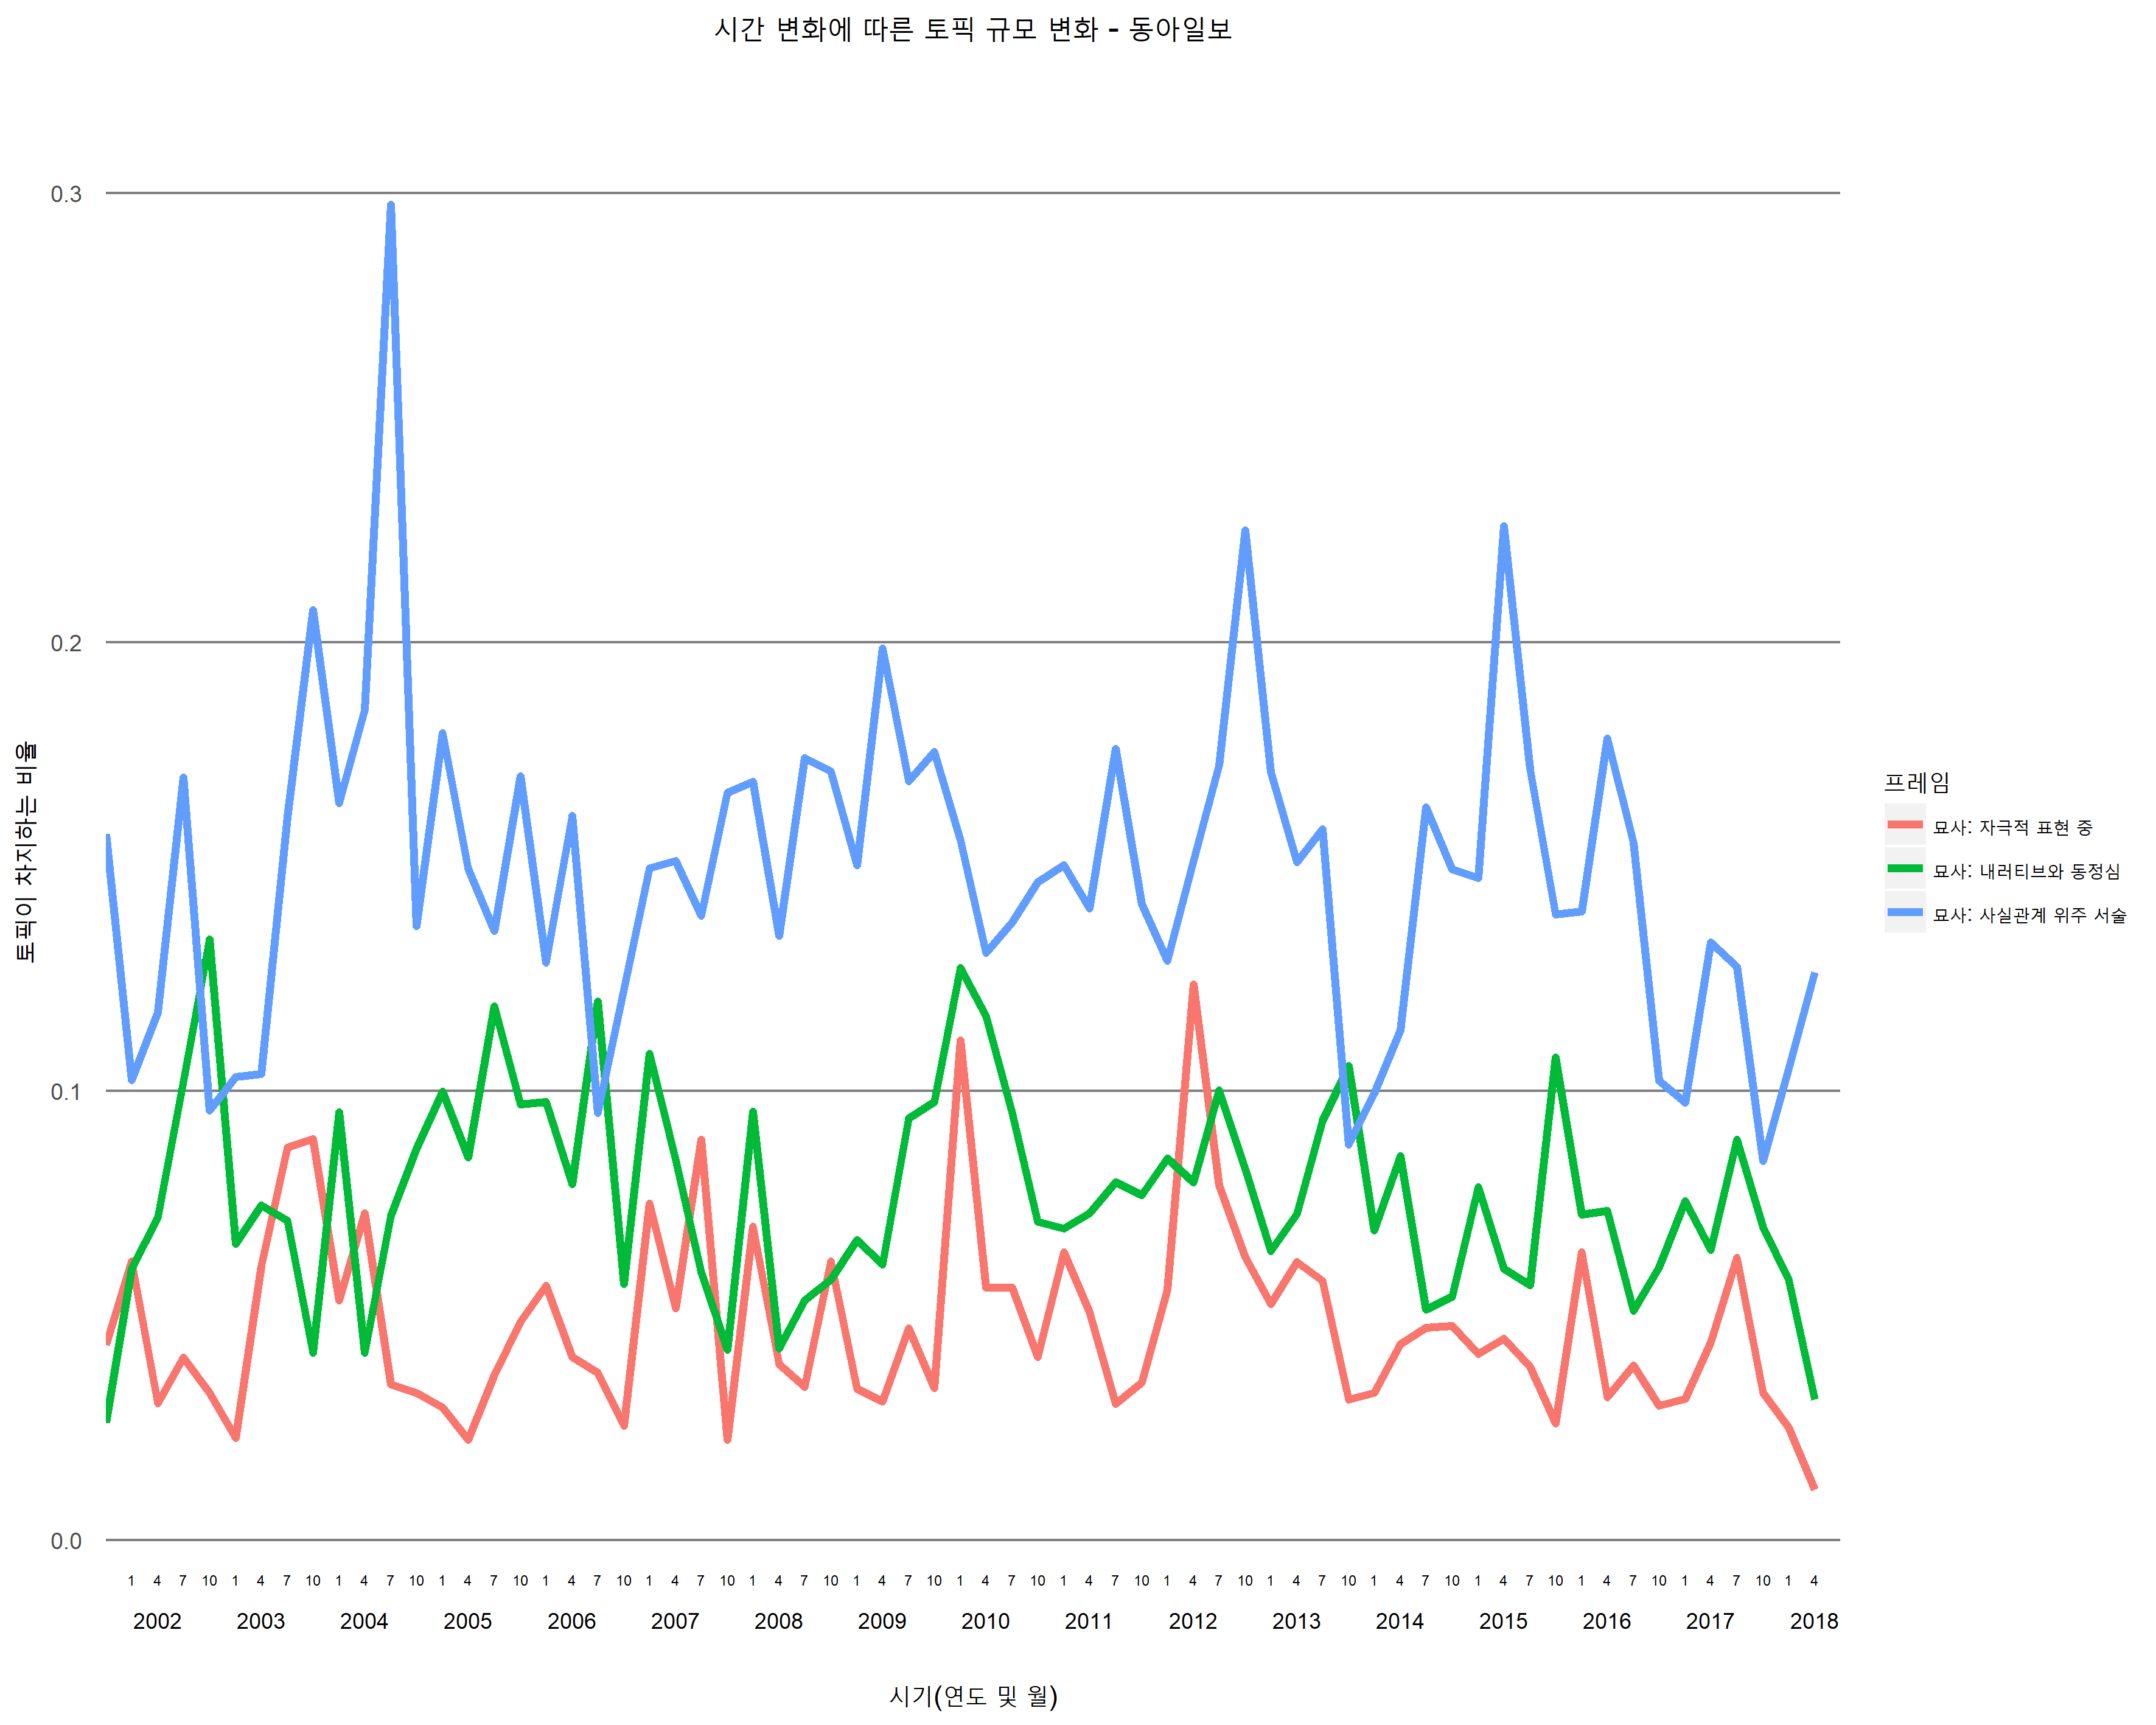 시간 변화에 따른 토픽 규모 변화 - 동아일보
토픽이 차지하는 비율
0.3
0.2
0.1
0.0
1 4 7 10 1 4 7 10 1 4 7 10 1 4 7 10 1 4 7 10 1 4 7 10 1 4 7 10 1 4 7 10 1 4 7 10 1 4 7 10 1 4 7 10 1 4 7 10 1 4 7 10 1 4 7 10 1 4 7 10 1 4 7 10 1 4
2002 2003 2004 2005 2006 2007 2008 2009 2010 2011 2012 2013 2014 2015 2016 2017 2018
시기(연도 및 월)
프레임
묘사: 자극적 표현 중
묘사: 내러티브와 동정심
묘사: 사실관계 위주 서술